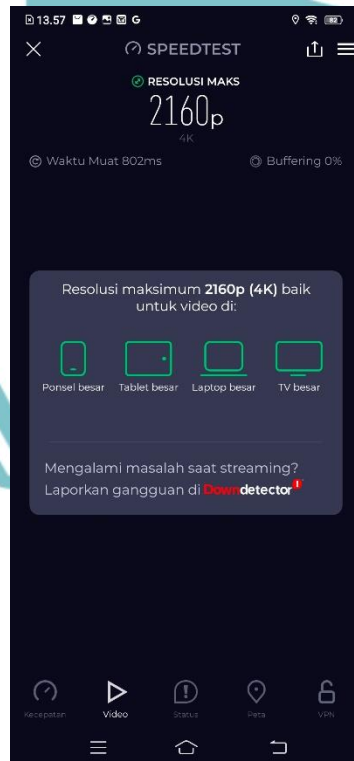 13.57
G
82
SPEEDTEST
RESOLUSI MAKS
2160p
4K
Waktu Muat 802ms
Buffering 0%
Resolusi maksimum 2160p (4K) baik
untuk video di:
Ponsel besar
Tablet besar
Laptop besar
TV besar
Mengalami masalah saat streaming?
Laporkan gangguan di Downdetector
Kecepatan
Video
Status
Peta
VPN